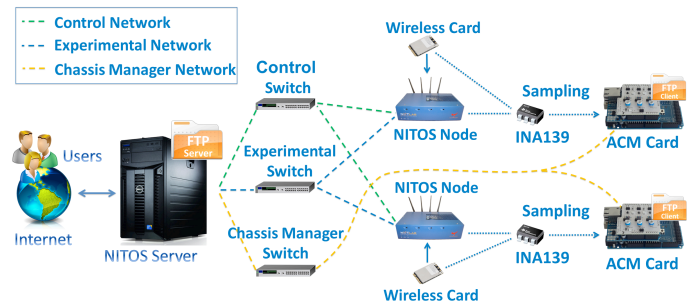 Control Network
Experimental Network
Chassis Manager Network
Wireless Card
Control
Switch
Sampling
FTP
Client
NITOS Node
INA139
ACM Card
FTP
Server
Users
Experimental
Switch
NITOS Node
Internet
NITOS Server
Chassis Manager
Switch
Sampling
FTP
Client
INA139
ACM Card
Wireless Card